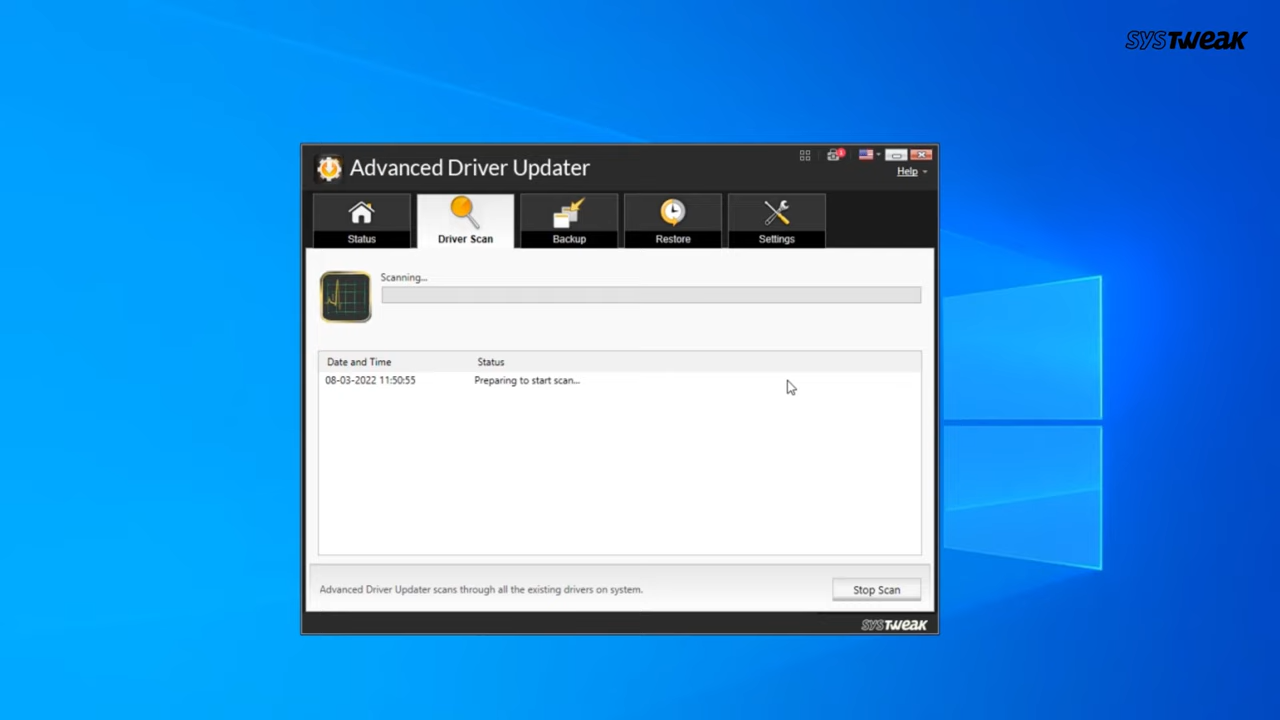 SYSTWEAK
Advanced Driver Updater
Help
Status
Driver Scan
Backup
Restore
Settings
Scanning...
Date and Time Status
08-03-2022 11:50:55 Preparing to start scan...
Advanced Driver Updater scans through all the existing drivers on system.
Stop Scan
SYSTWEAK